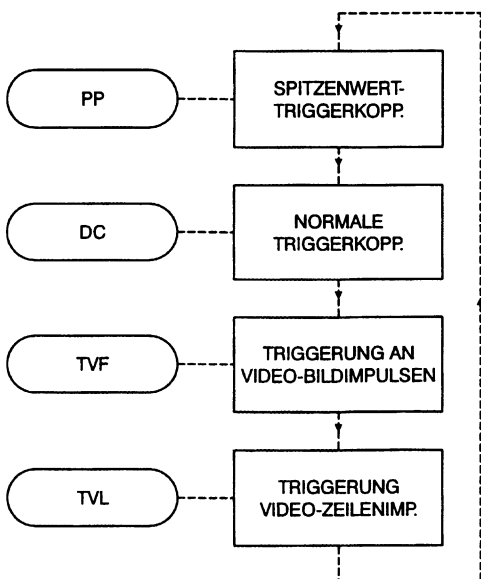 PP
SPITZENWERT-
TRIGGERKOPP.
DC
NORMALE
TRIGGERKOPP.
TVF
TRIGGERUNG AN
VIDEO-BILDIMPULSEN
TVL
TRIGGERUNG
VIDEO-ZEILENIMP.